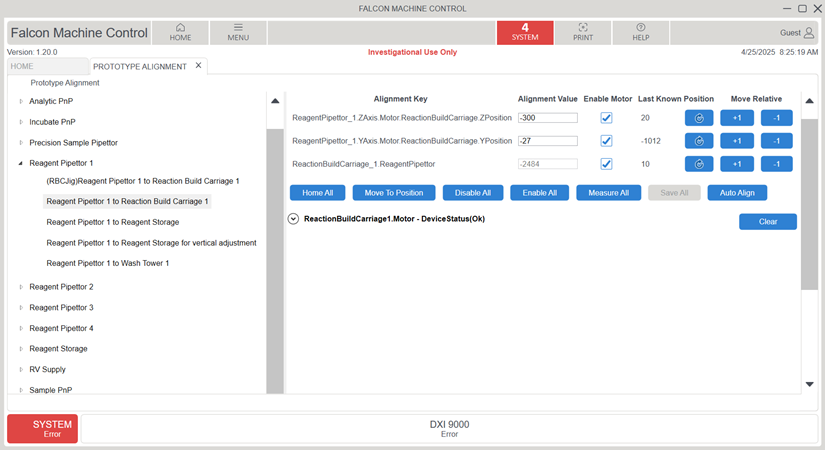 FALCON MACHINE CONTROL
Falcon Machine Control
HOME
MENU
4
SYSTEM
PRINT
HELP
Guest
Version: 1.20.0
Investigational Use Only
4/25/2025 8:25:19 AM
HOME
PROTOTYPE ALIGNMENT X
Prototype Alignment
Analytic PnP
Incubate PnP
Precision Sample Pipettor
Reagent Pipettor 1
(RBCJig)Reagent Pipettor 1 to Reaction Build Carriage 1
Reagent Pipettor 1 to Reaction Build Carriage 1
Reagent Pipettor 1 to Reagent Storage
Reagent Pipettor 1 to Reagent Storage for vertical adjustment
Reagent Pipettor 1 to Wash Tower 1
Reagent Pipettor 2
Reagent Pipettor 3
Reagent Pipettor 4
Reagent Storage
RV Supply
Sample PnP
Alignment Key Alignment Value Enable Motor Last Known Position Move Relative
ReagentPipettor_1.ZAxis.Motor.ReactionBuildCarriage.ZPosition -300 20 +1 -1
ReagentPipettor_1.YAxis.Motor.ReactionBuildCarriage.YPosition -27 -1012 +1 -1
ReactionBuildCarriage_1.ReagentPipettor -2484 10 +1 -1
Home All Move To Position Disable All Enable All Measure All Save All Auto Align
ReactionBuildCarriage1.Motor - DeviceStatus(Ok)
Clear
SYSTEM
Error
DXI 9000
Error